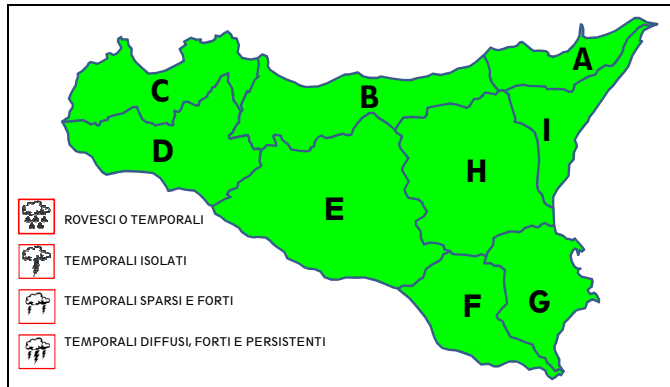 A
C
B
I
D
H
E
ROVESCI O TEMPORALI
TEMPORALI ISOLATI
TEMPORALI SPARSI E FORTI
F
G
TEMPORALI DIFFUSI, FORTI E PERSISTENTI